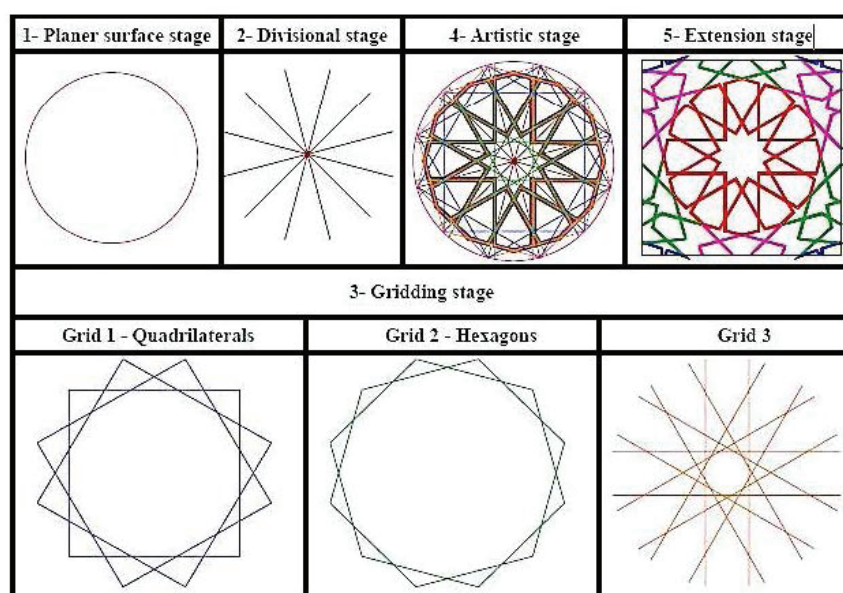 1- Planer surface stage
2- Divisional stage
4- Artistic stage
5- Extension stage
3- Gridding stage
Grid 1 - Quadrilaterals
Grid 2 - Hexagons
Grid 3